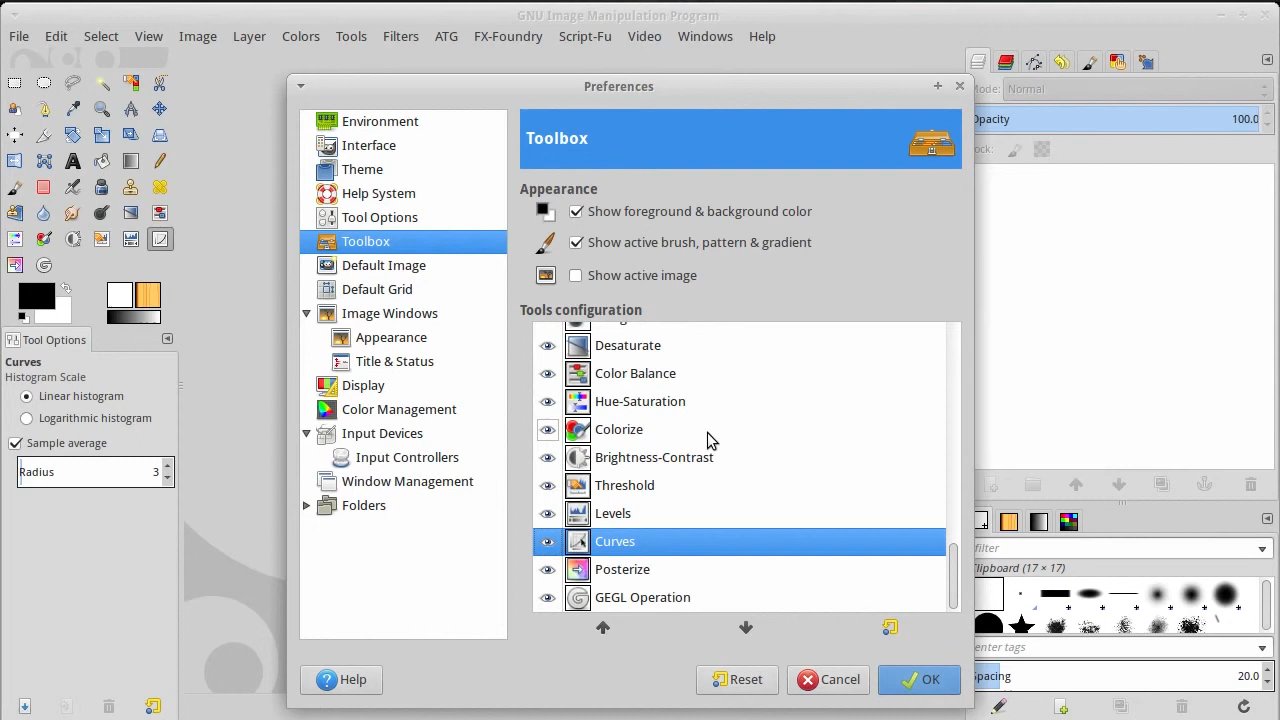 GNU Image Manipulation Program
File Edit Select View Image Layer Colors Tools Filters ATG FX-Foundry Script-Fu Video Windows Help
Preferences
Mode: Normal
Opacity 100.0
Lock:
Environment
Interface
Theme
Help System
Tool Options
Toolbox
Default Image
Default Grid
Image Windows
Appearance
Title & Status
Display
Color Management
Input Devices
Input Controllers
Window Management
Folders
Toolbox
Appearance
Show foreground & background color
Show active brush, pattern & gradient
Show active image
Tools configuration
Desaturate
Color Balance
Hue-Saturation
Colorize
Brightness-Contrast
Threshold
Levels
Curves
Posterize
GEGL Operation
Help Reset Cancel OK
Tool Options
Curves
Histogram Scale
Linear histogram
Logarithmic histogram
Sample average
Radius 3
filter
Clipboard (17 × 17)
enter tags
Spacing 20.0